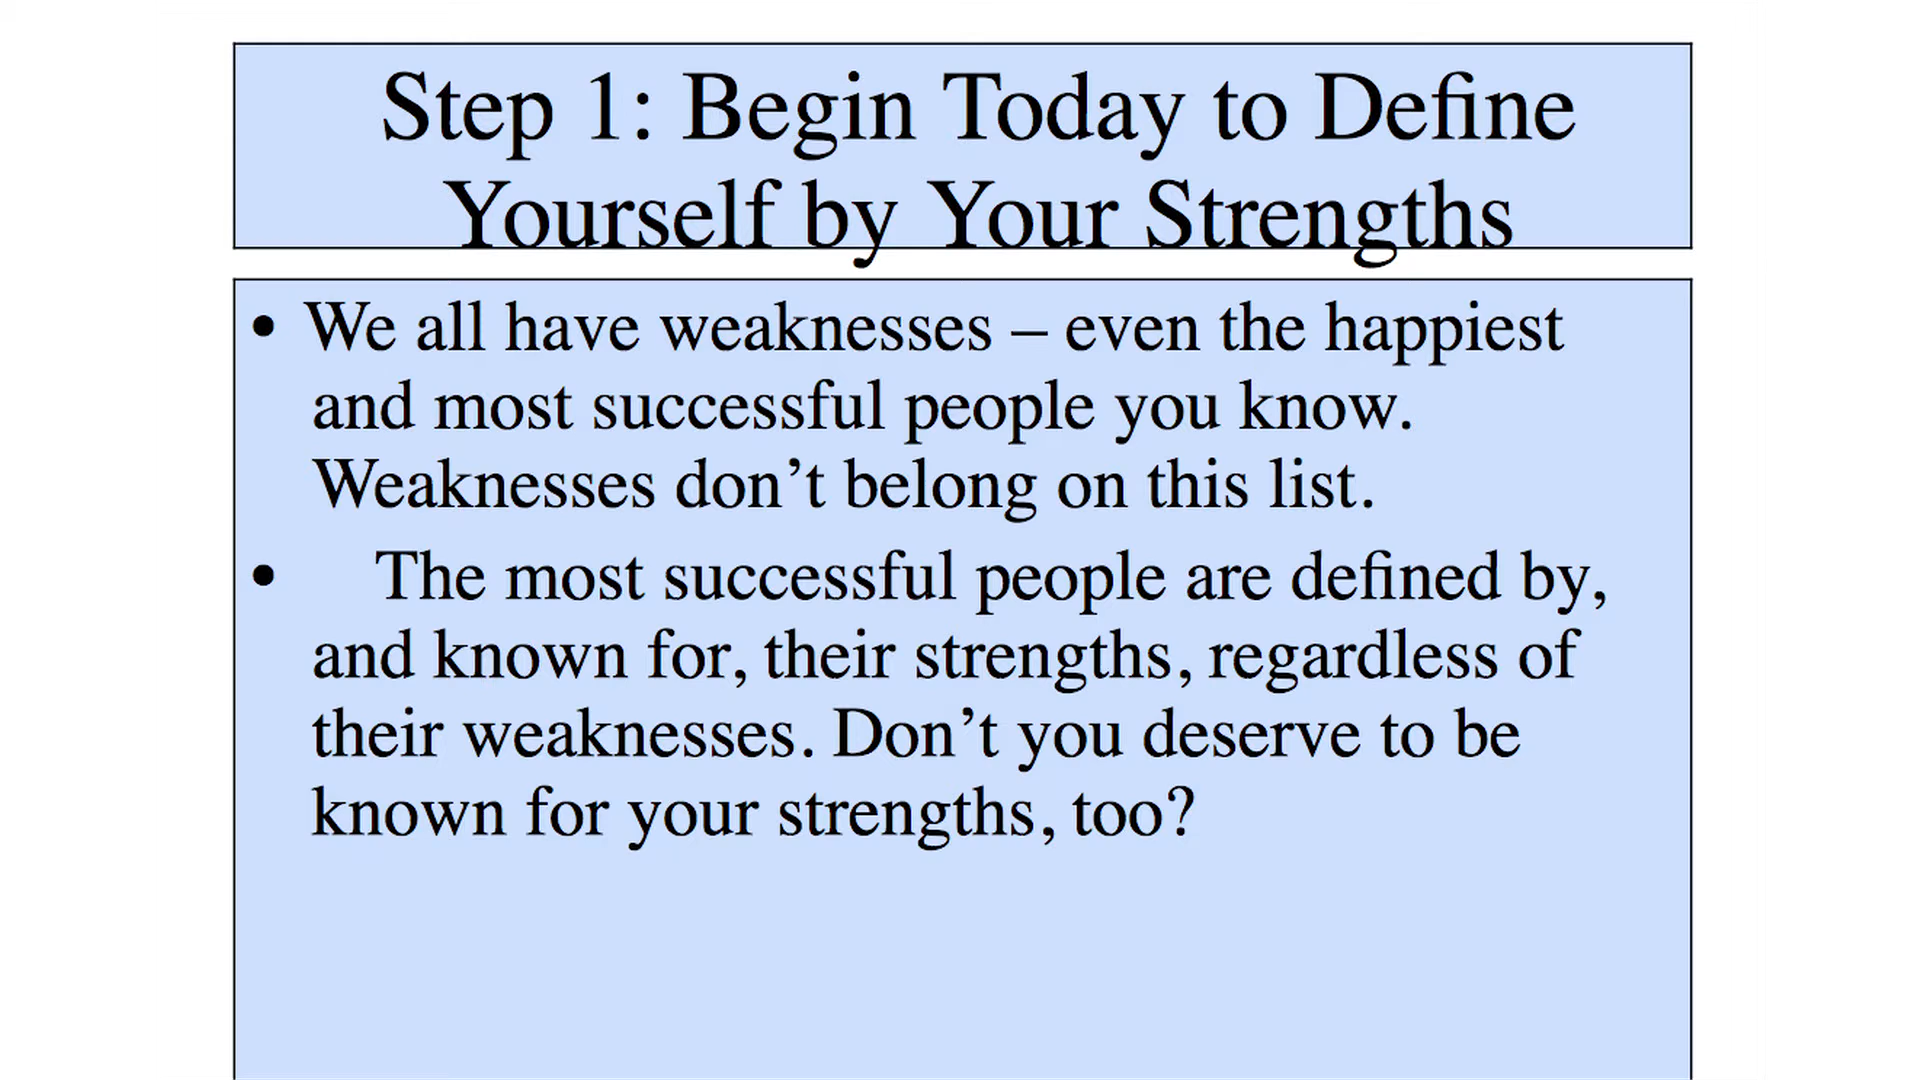 Step 1: Begin Today to Define
Yourself by Your Strengths
• We all have weaknesses – even the happiest
and most successful people you know.
Weaknesses don’t belong on this list.
• The most successful people are defined by,
and known for, their strengths, regardless of
their weaknesses. Don’t you deserve to be
known for your strengths, too?